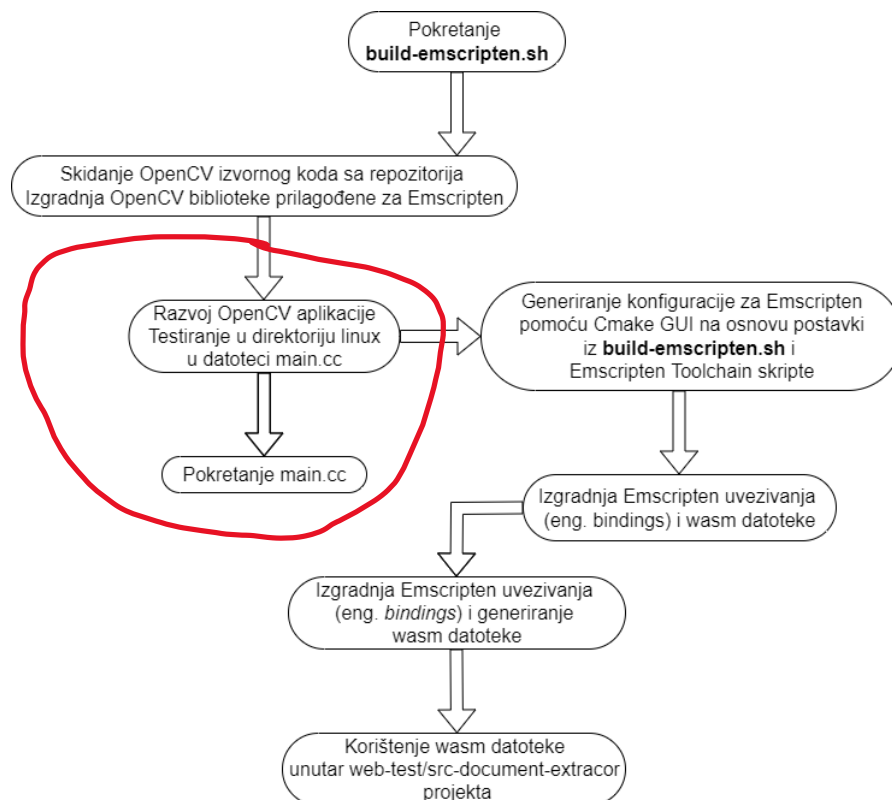 Pokretanje
build-emscripten.sh
Skidanje OpenCV izvornog koda sa repozitorija
Izgradnja OpenCV biblioteke prilagođene za Emscripten
Razvoj OpenCV aplikacije
Testiranje u direktoriju linux
u datoteci main.cc
Pokretanje main.cc
Generiranje konfiguracije za Emscripten
pomoću Cmake GUI na osnovu postavki
iz build-emscripten.sh i
Emscripten Toolchain skripte
Izgradnja Emscripten uvezivanja
(eng. bindings) i wasm datoteke
Izgradnja Emscripten uvezivanja
(eng. bindings) i generiranje
wasm datoteke
Korištenje wasm datoteke
unutar web-test/src-document-extracor
projekta